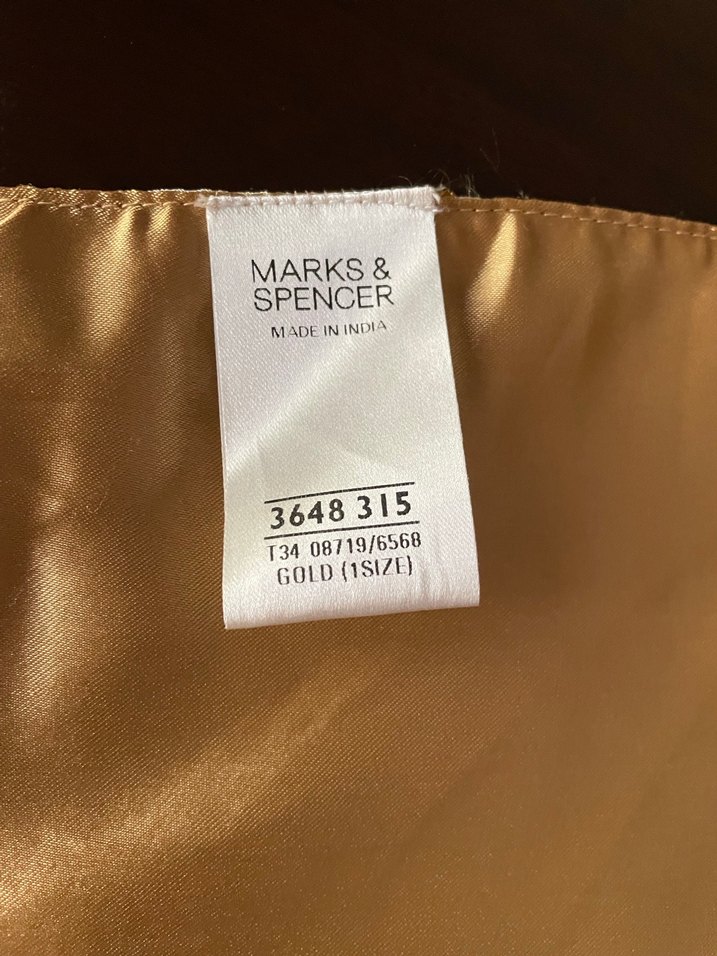 MARKS &
SPENCER
MADE IN INDIA
3648 315
T34 08719/6568
GOLD (1SIZE)